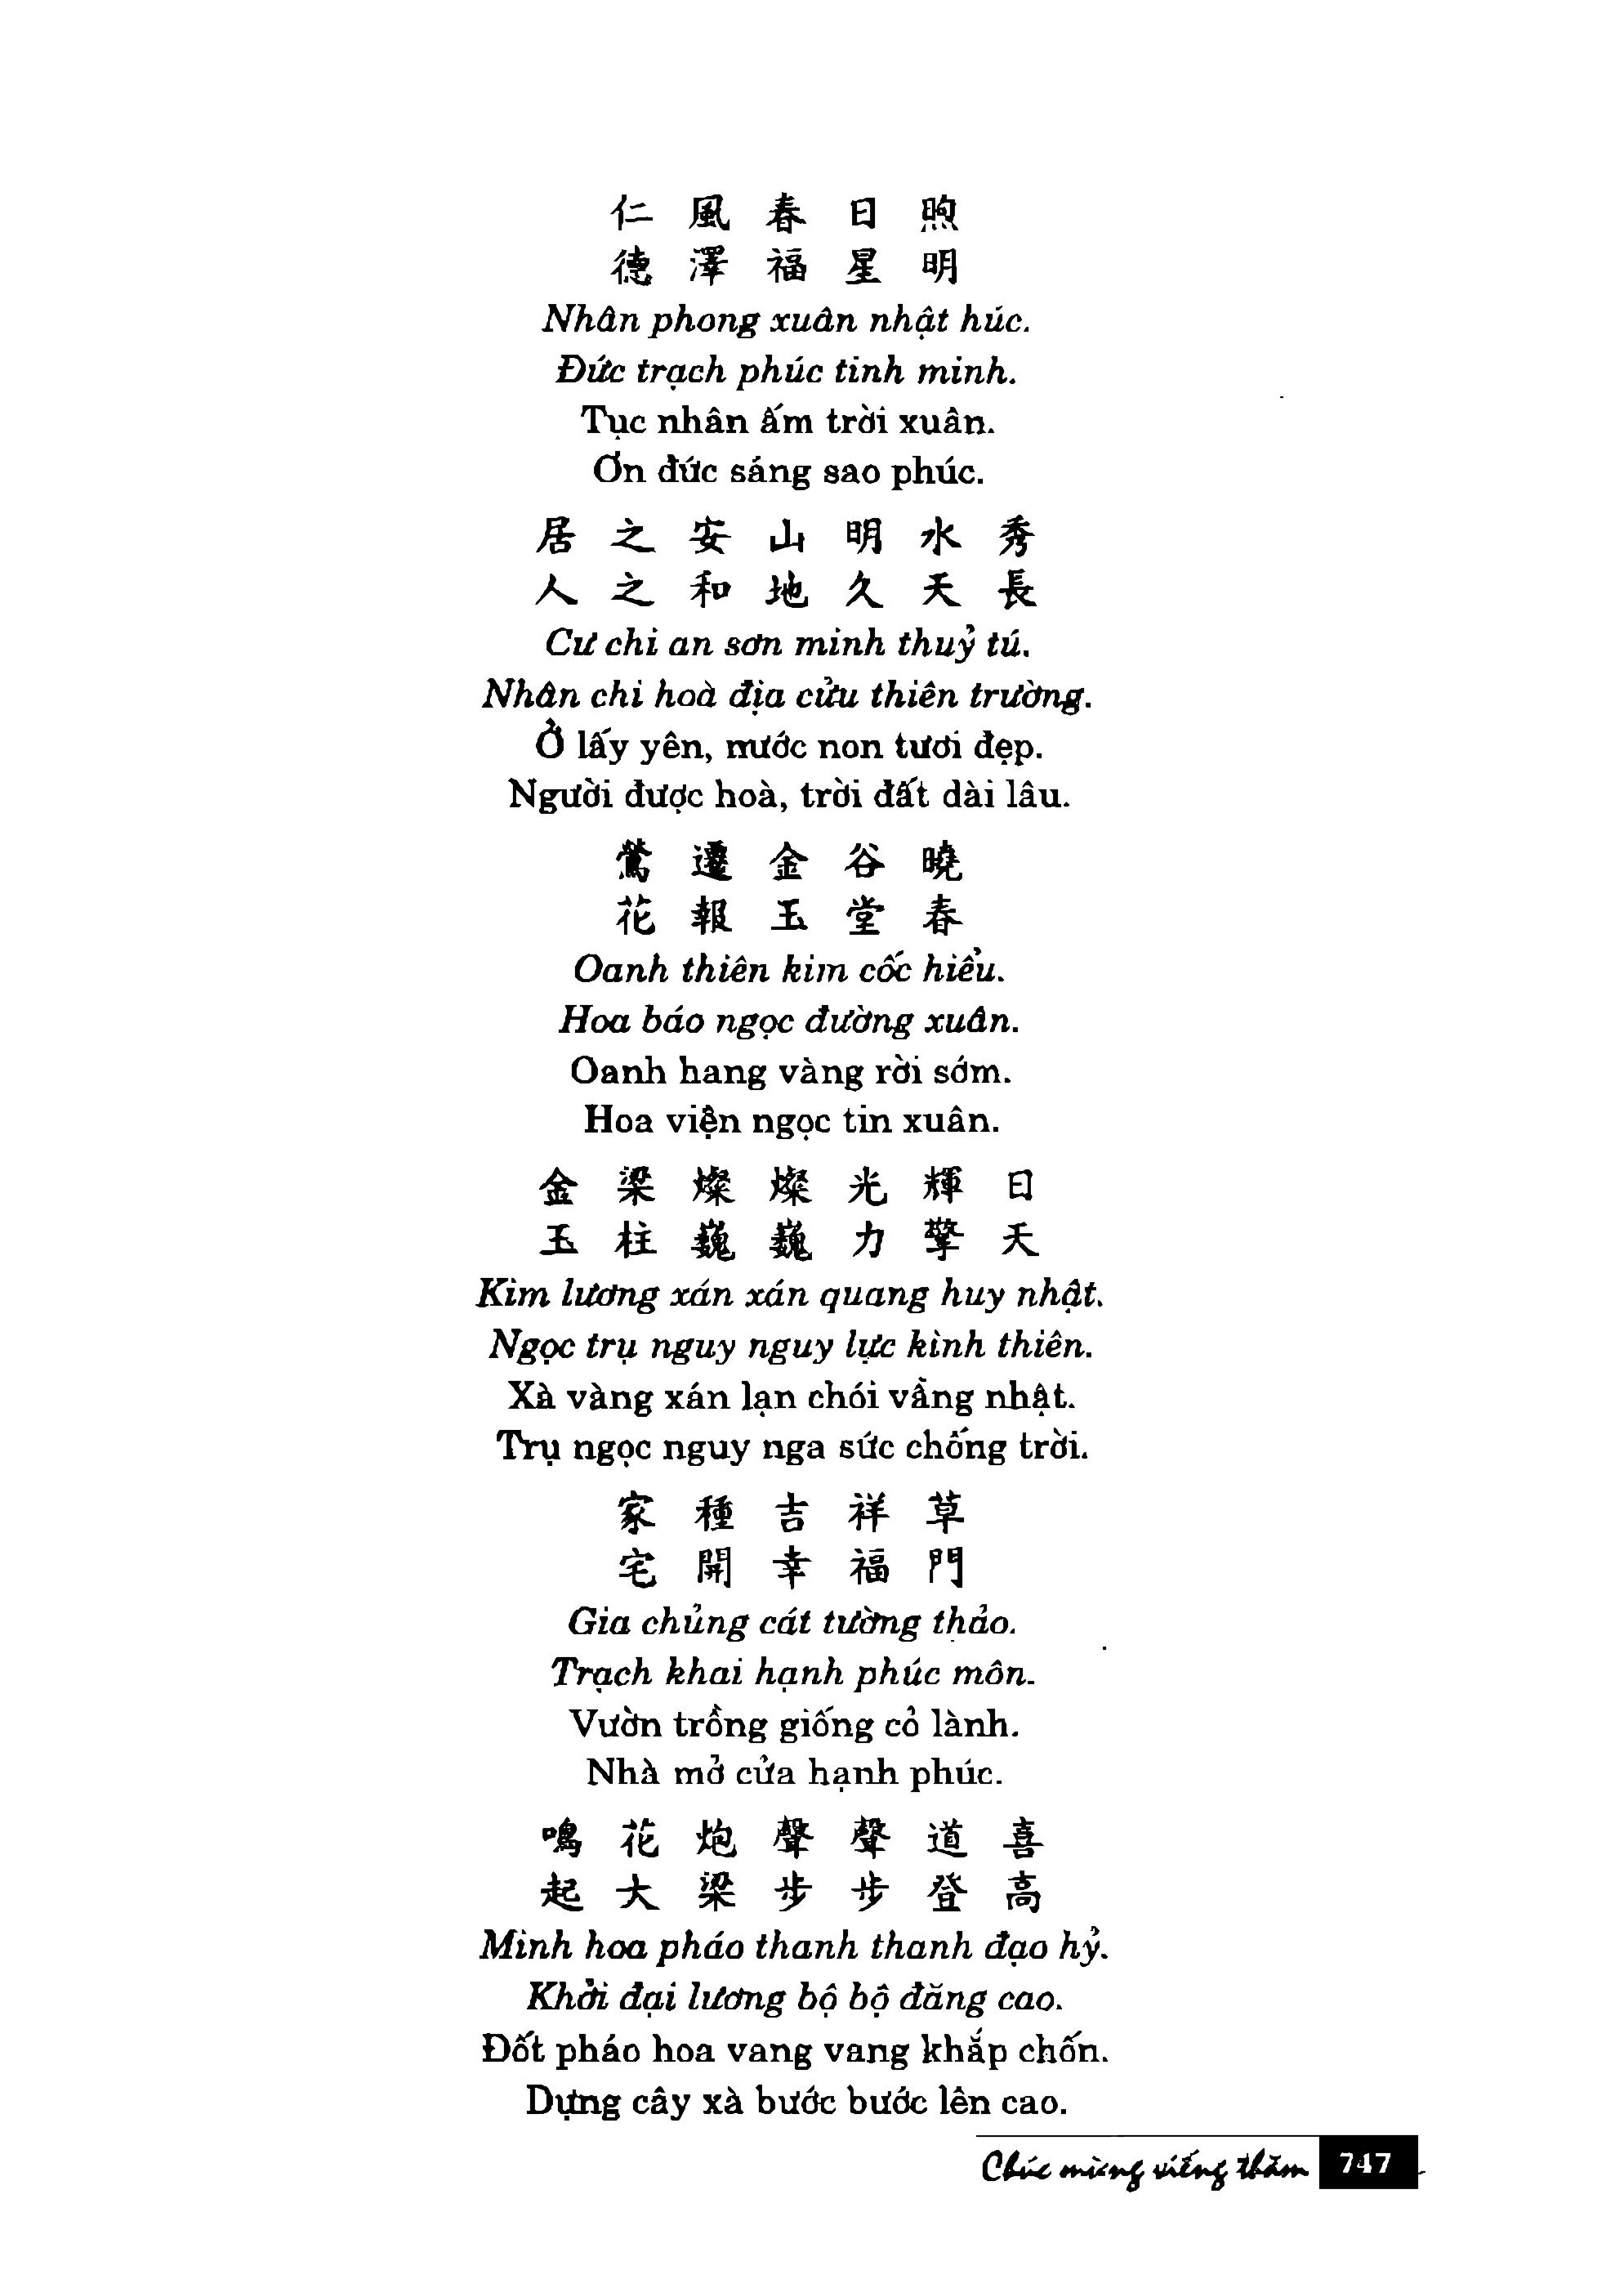 仁 風 春 日 煦
德 澤 福 星 明
Nhân phong xuân nhật húc.
Đức trạch phúc tinh minh.
Tục nhân ấm trời xuân.
Ơn đức sáng sao phúc.
居 之 安 山 明 水 秀
人 之 和 地 久 天 長
Cư chi an sơn minh thuỷ tú.
Nhân chi hoà địa cửu thiên trường.
Ở lấy yên, nước non tươi đẹp.
Người được hoà, trời đất dài lâu.
鶯 遷 金 谷 曉
花 報 玉 堂 春
Oanh thiên kim cốc hiểu.
Hoa báo ngọc đường xuân.
Oanh hang vàng rời sớm.
Hoa viện ngọc tin xuân.
金 梁 燦 燦 光 輝 日
玉 柱 巍 巍 力 擎 天
Kim lương xán xán quang huy nhật.
Ngọc trụ nguy nguy lực kình thiên.
Xà vàng xán lạn chói vầng nhật.
Trụ ngọc nguy nga sức chống trời.
家 種 吉 祥 草
宅 開 幸 福 門
Gia chủng cát tường thảo.
Trạch khai hạnh phúc môn.
Vườn trồng giống cỏ lành.
Nhà mở cửa hạnh phúc.
鳴 花 炮 聲 聲 道 喜
起 大 梁 步 步 登 高
Minh hoa pháo thanh thanh đạo hỷ.
Khởi đại lương bộ bộ đăng cao.
Đốt pháo hoa vang vang khắp chốn.
Dựng cây xà bước bước lên cao.
Chúc mừng viếng thăm 747